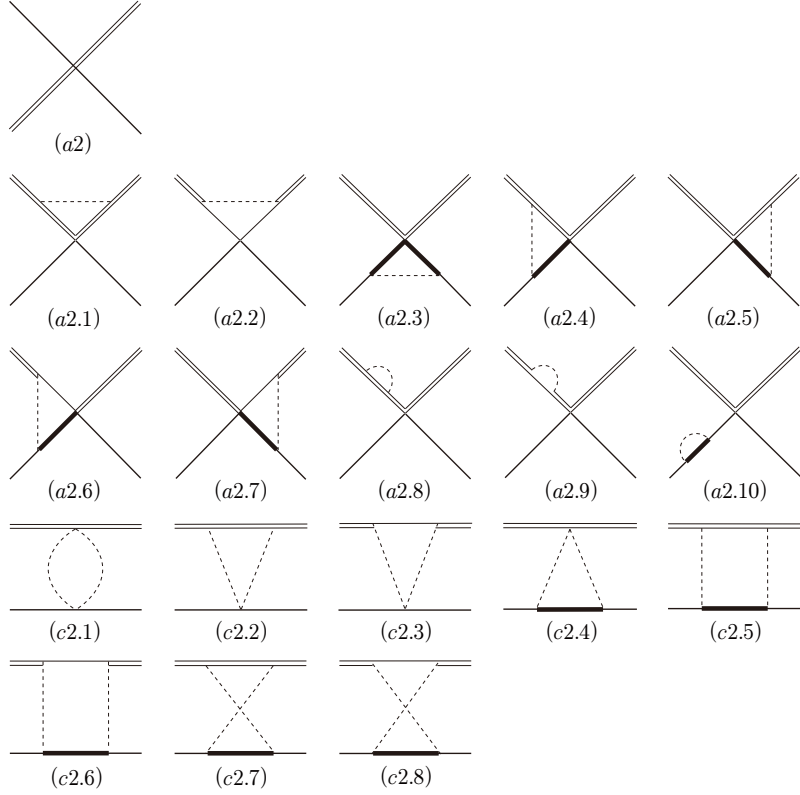 (a2)
(a2.1) (a2.2) (a2.3) (a2.4) (a2.5)
(a2.6) (a2.7) (a2.8) (a2.9) (a2.10)
(c2.1) (c2.2) (c2.3) (c2.4) (c2.5)
(c2.6) (c2.7) (c2.8)